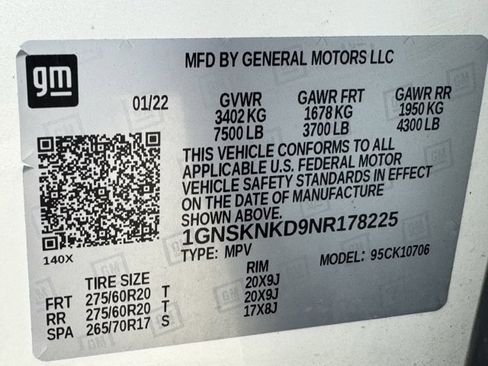 gm
MFD BY GENERAL MOTORS LLC
01/22 GVWR GAWR FRT GAWR RR
3402 KG 1678 KG 1950 KG
7500 LB 3700 LB 4300 LB
THIS VEHICLE CONFORMS TO ALL
APPLICABLE U.S. FEDERAL MOTOR
VEHICLE SAFETY STANDARDS IN EFFECT
ON THE DATE OF MANUFACTURE
SHOWN ABOVE.
1GNSKNKD9NR178225
140X TYPE: MPV MODEL: 95CK10706
TIRE SIZE RIM
FRT 275/60R20 T 20X9J
RR 275/60R20 T 20X9J
SPA 265/70R17 S 17X8J